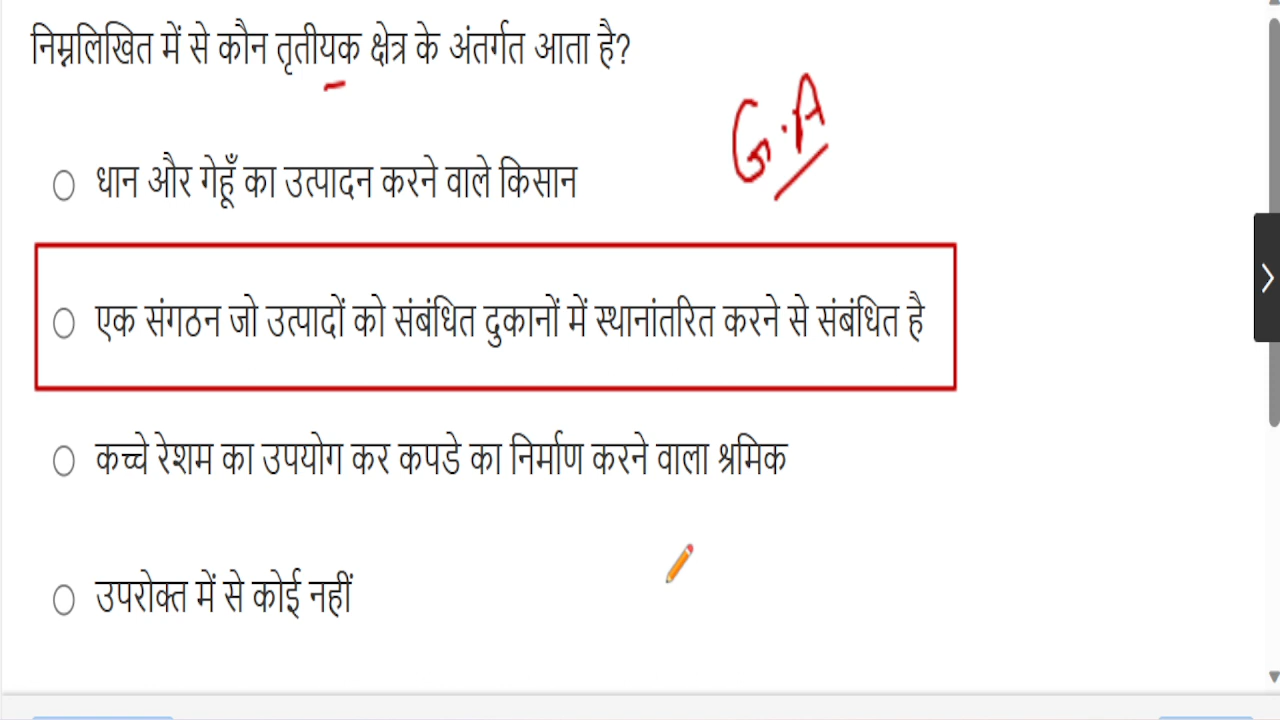 निम्नलिखित में से कौन तृतीयक क्षेत्र के अंतर्गत आता है?
G.A
धान और गेहूँ का उत्पादन करने वाले किसान
एक संगठन जो उत्पादों को संबंधित दुकानों में स्थानांतरित करने से संबंधित है
कच्चे रेशम का उपयोग कर कपडे का निर्माण करने वाला श्रमिक
उपरोक्त में से कोई नहीं